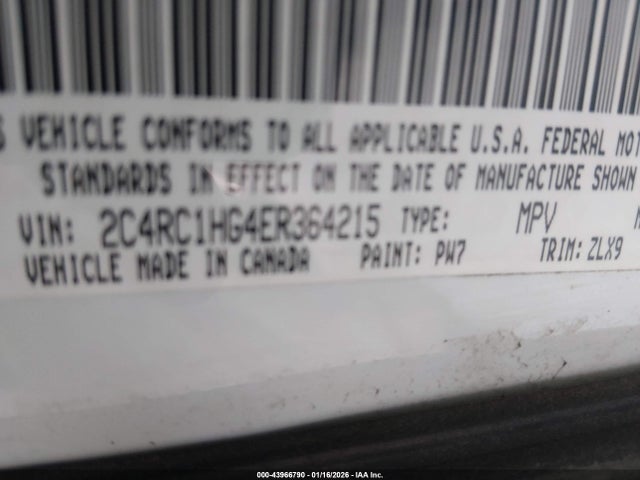 S VEHICLE CONFORMS TO ALL APPLICABLE U.S.A. FEDERAL MOT
STANDARDS IN EFFECT ON THE DATE OF MANUFACTURE SHOWN
VIN: 2C4RC1HG4ER364215 TYPE: MPV
VEHICLE MADE IN CANADA PAINT: PW7 TRIM: ZLX9
000-43966790 - 01/16/2026 - IAA Inc.